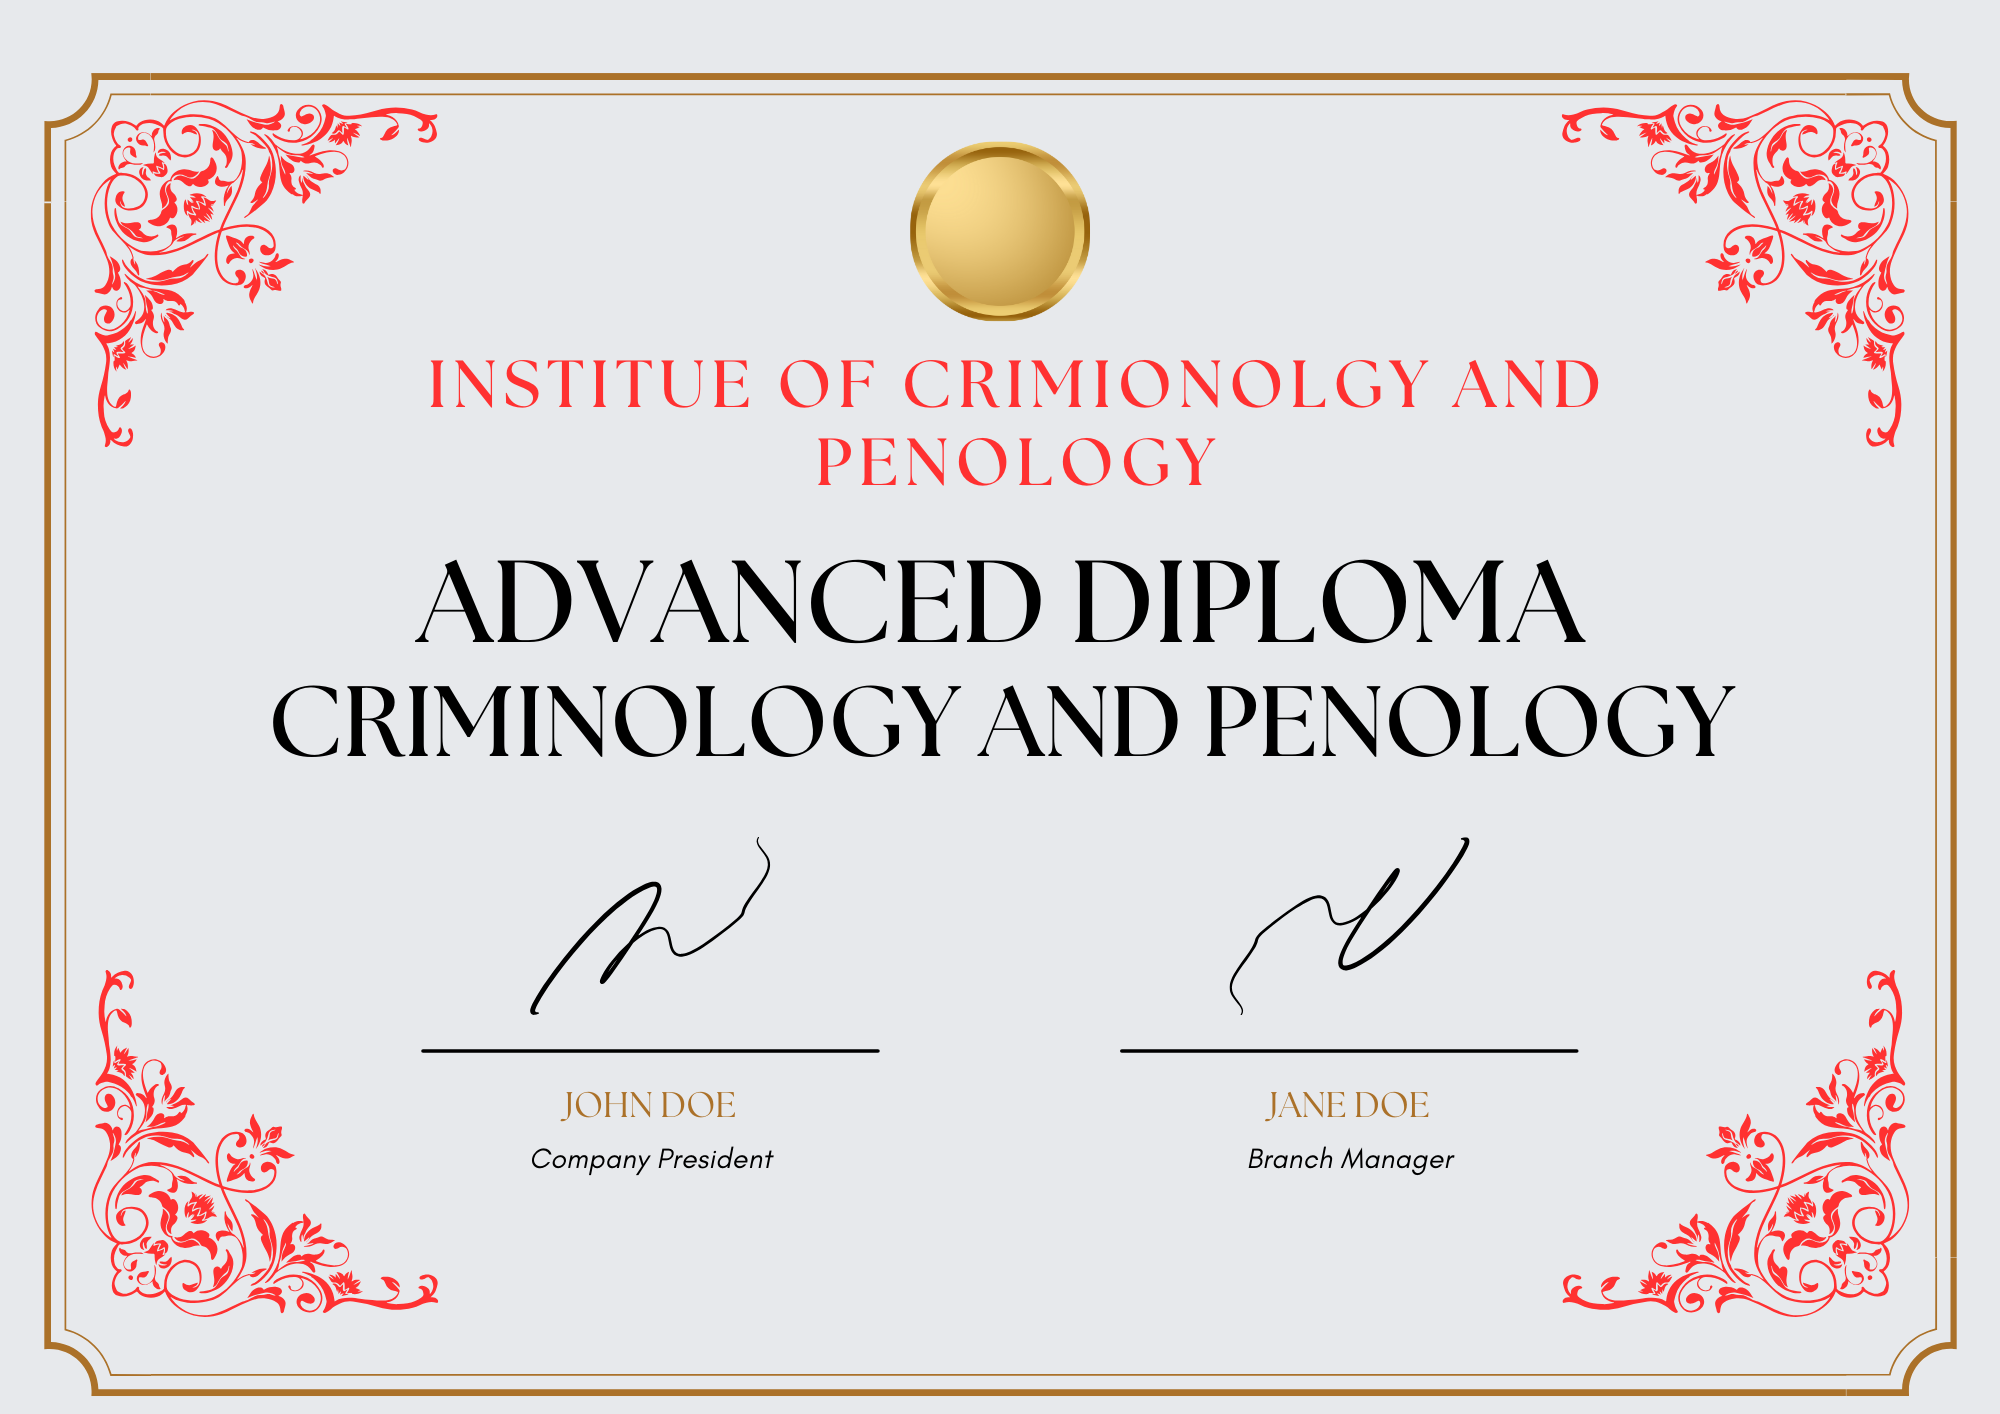 INSTITUE OF CRIMIONOLGY AND
PENOLOGY
ADVANCED DIPLOMA
CRIMINOLOGY AND PENOLOGY
JOHN DOE
Company President
JANE DOE
Branch Manager